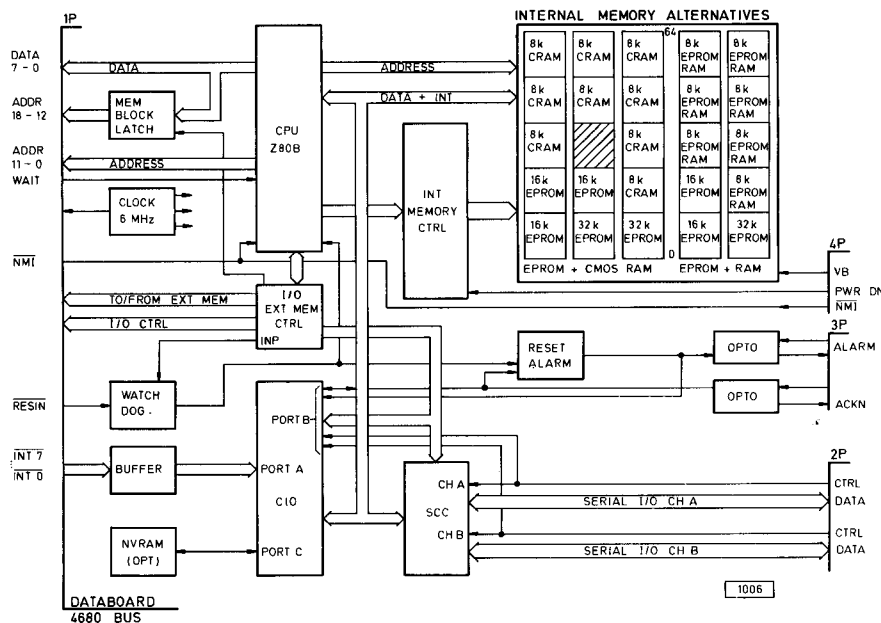 INTERNAL MEMORY ALTERNATIVES
1P
DATA
7-0
DATA
ADDR
18-12
MEM
BLOCK
LATCH
ADDR
11-0
ADDRESS
WAIT
CLOCK
6 MHz
NMI
TO/FROM EXT MEM
I/O CTRL
RESIN
WATCH
DOG.
INT 7
INT 0
BUFFER
NVRAM
(OPT)
DATABOARD
4680 BUS
CPU
Z80B
I/O
EXT MEM
CTRL
INP
PORT B
PORT A
CIO
PORT C
ADDRESS
DATA + INT
INT
MEMORY
CTRL
64
0
8k
CRAM
8k
CRAM
8k
CRAM
8k
EPROM
RAM
8k
EPROM
RAM
8k
CRAM
8k
CRAM
8k
CRAM
8k
EPROM
RAM
8k
EPROM
RAM
8k
CRAM
8k
CRAM
8k
EPROM
RAM
8k
EPROM
RAM
16k
EPROM
16k
EPROM
8k
CRAM
16k
EPROM
8k
EPROM
RAM
16k
EPROM
32k
EPROM
32k
EPROM
16k
EPROM
32k
EPROM
EPROM + CMOS RAM
EPROM + RAM
4P
VB
PWR DN
NMI
3P
RESET
ALARM
OPTO
ALARM
OPTO
ACKN
2P
SCC
CH A
CTRL
SERIAL I/O CH A
DATA
CH B
CTRL
SERIAL I/O CH B
DATA
1006